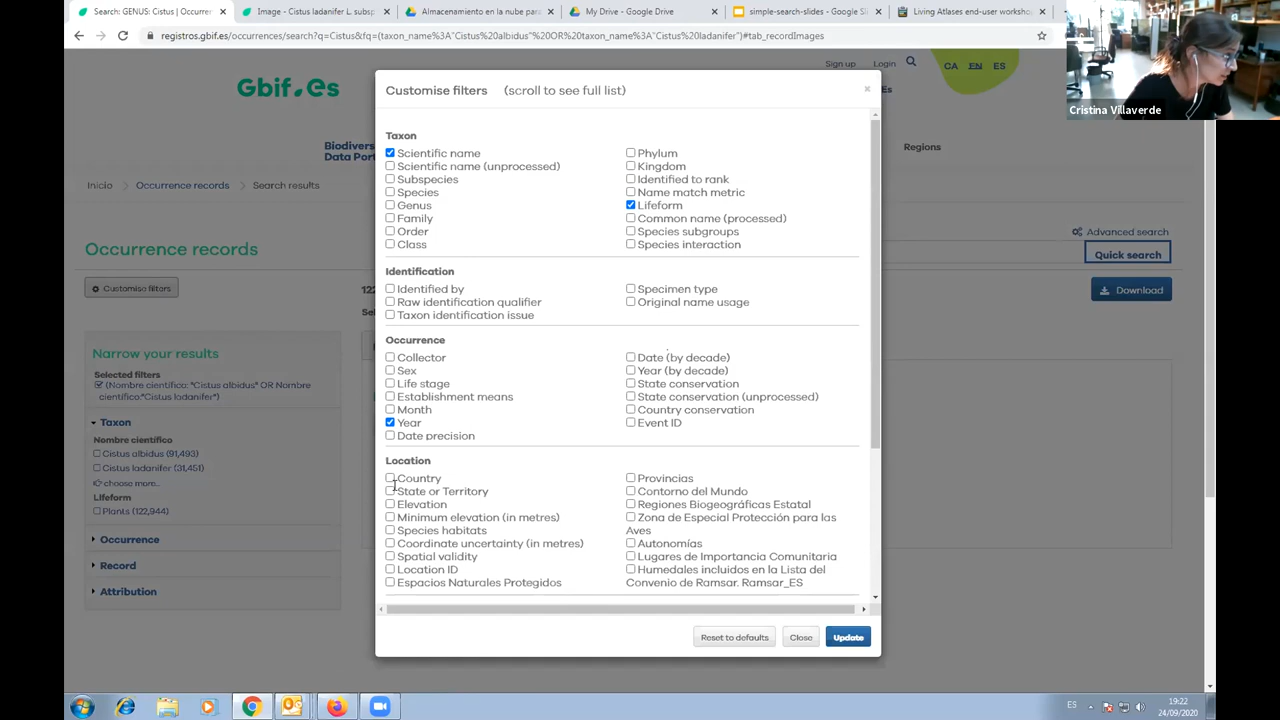 Search: GENUS: Cistus | Occurrer
Image - Cistus ladanifer L. subsp
Almacenamiento en la nube para
My Drive - Google Drive
simple-search-slides - Google Sli
Living Atlases end-user worksho
registros.gbif.es/occurrences/search?q=Cistus&fq=(taxon_name%3A"Cistus%20albidus"%20OR%20taxon_name%3A"Cistus%20ladanifer")#tab_recordImages
Cristina Villaverde
Gbif.es
Sign up
Login
CA
EN
ES
Es
Biodivers
Data Port
Regions
Inicio
Occurrence records
Search results
Occurrence records
Advanced search
Quick search
Customise filters
122
Sel
Download
Narrow your results
Selected filters
(Nombre científico: "Cistus albidus" OR Nombre
científico:"Cistus ladanifer")
Taxon
Nombre científico
Cistus albidus (91,493)
Cistus ladanifer (31,451)
choose more...
Lifeform
Plants (122,944)
Occurrence
Record
Attribution
Customise filters (scroll to see full list)
×
Taxon
Scientific name
Scientific name (unprocessed)
Subspecies
Species
Genus
Family
Order
Class
Phylum
Kingdom
Identified to rank
Name match metric
Lifeform
Common name (processed)
Species subgroups
Species interaction
Identification
Identified by
Raw identification qualifier
Taxon identification issue
Specimen type
Original name usage
Occurrence
Collector
Sex
Life stage
Establishment means
Month
Year
Date precision
Date (by decade)
Year (by decade)
State conservation
State conservation (unprocessed)
Country conservation
Event ID
Location
Country
State or Territory
Elevation
Minimum elevation (in metres)
Species habitats
Coordinate uncertainty (in metres)
Spatial validity
Location ID
Espacios Naturales Protegidos
Provincias
Contorno del Mundo
Regiones Biogeográficas Estatal
Zona de Especial Protección para las
Aves
Autonomías
Lugares de Importancia Comunitaria
Humedales incluidos en la Lista del
Convenio de Ramsar. Ramsar_ES
Reset to defaults
Close
Update
ES
19:22
24/09/2020